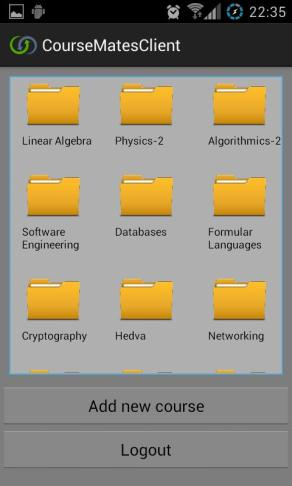 22:35
CourseMatesClient
Linear Algebra
Physics-2
Algorithmics-2
Software
Engineering
Databases
Formular
Languages
Cryptography
Hedva
Networking
Add new course
Logout